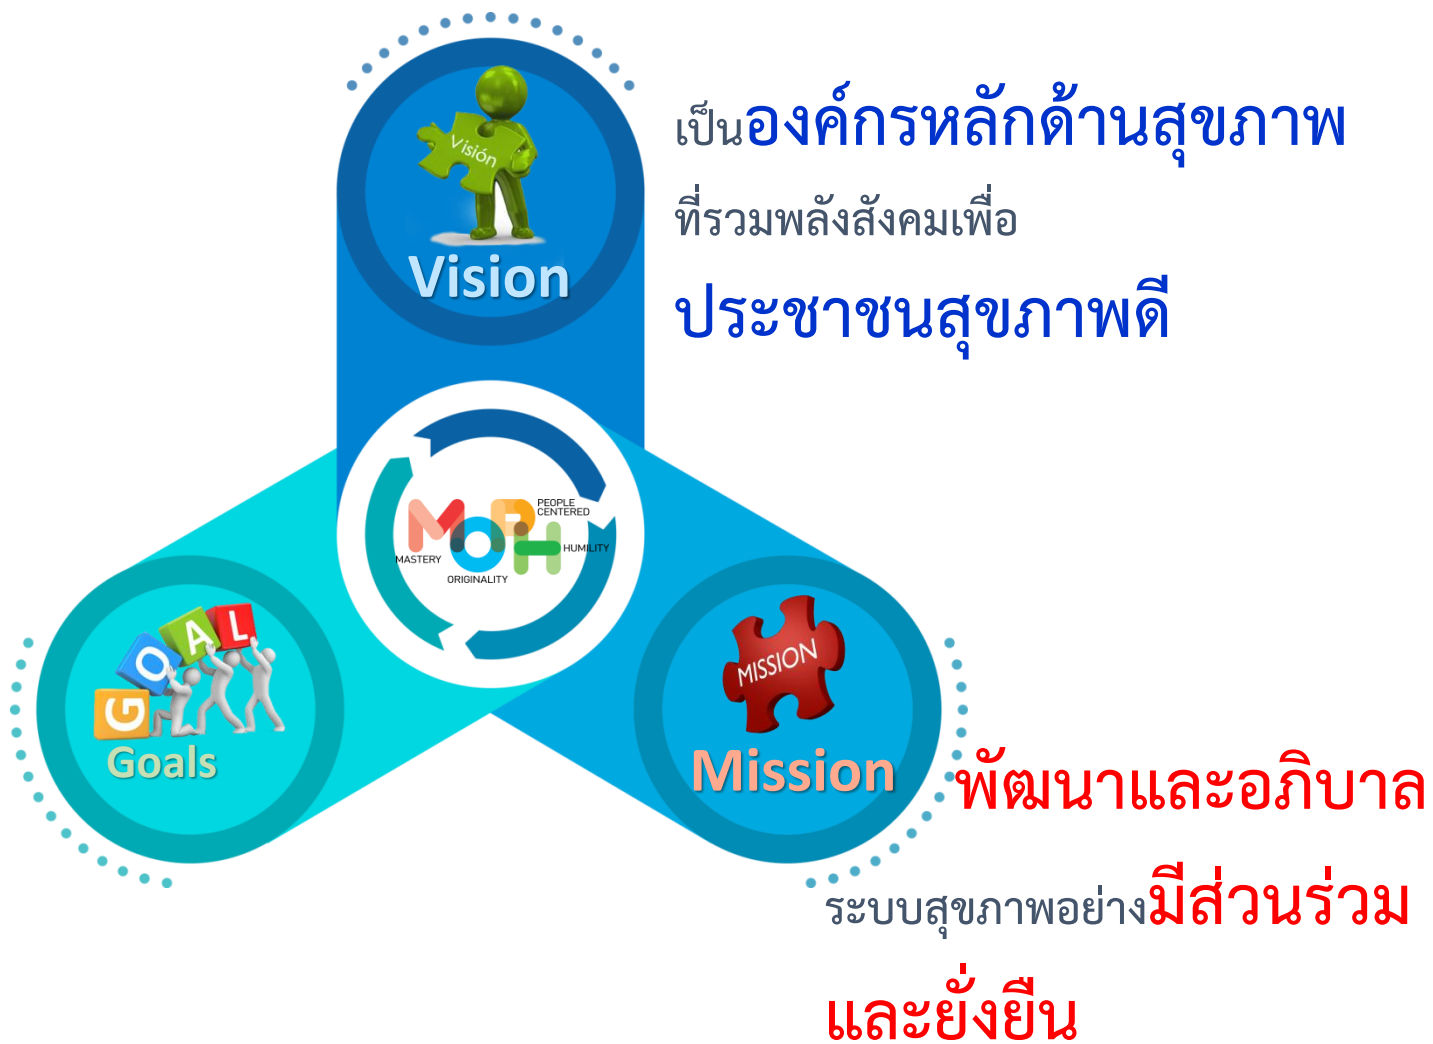 เป็นองค์กรหลักด้านสุขภาพ
ที่รวมพลังสังคมเพื่อ
ประชาชนสุขภาพดี
Visión
Vision
MOPH
PEOPLE
CENTERED
HUMILITY
MASTERY
ORIGINALITY
GOAL
Goals
MISSION
Mission
พัฒนาและอภิบาล
ระบบสุขภาพอย่างมีส่วนร่วม
และยั่งยืน